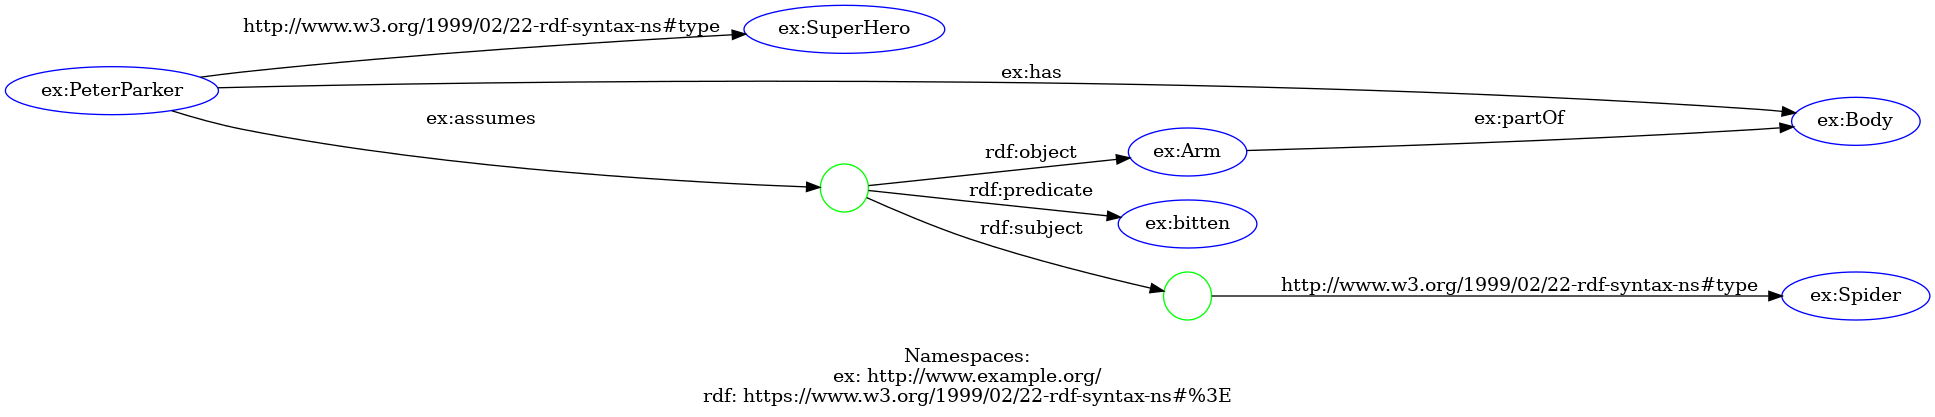 http://www.w3.org/1999/02/22-rdf-syntax-ns#type
ex:SuperHero
ex:PeterParker
ex:has
ex:assumes
ex:partOf
ex:Body
rdf:object
ex:Arm
rdf:predicate
ex:bitten
rdf:subject
http://www.w3.org/1999/02/22-rdf-syntax-ns#type
ex:Spider
Namespaces:
ex: http://www.example.org/
rdf: https://www.w3.org/1999/02/22-rdf-syntax-ns#%3E